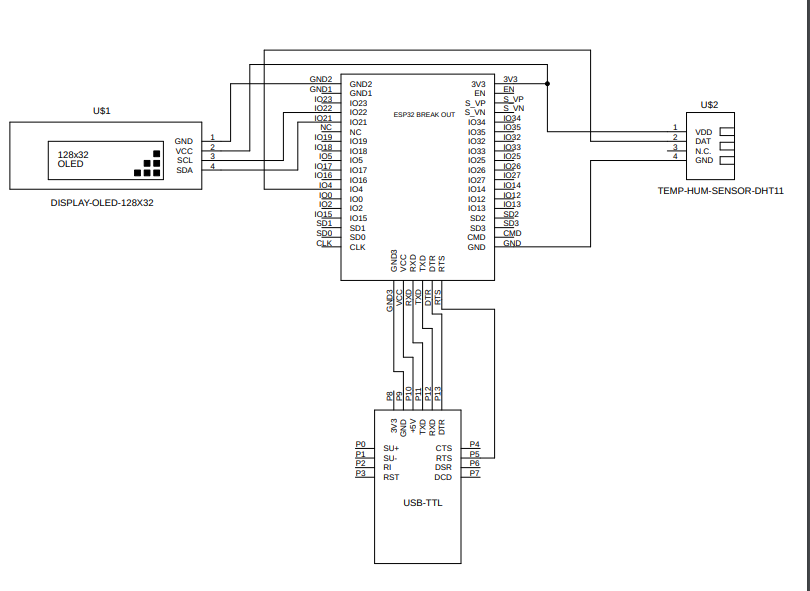 U$1
GND 1
VCC 2
SCL 3
SDA 4
128x32
OLED
DISPLAY-OLED-128X32
ESP32 BREAK OUT
GND2 GND2 3V3 3V3
GND1 GND1 EN EN
IO23 IO23 S_VP S_VP
IO22 IO22 S_VN S_VN
IO21 IO21 IO34 IO34
NC NC IO35 IO35
IO19 IO19 IO32 IO32
IO18 IO18 IO33 IO33
IO5 IO5 IO25 IO25
IO17 IO17 IO26 IO26
IO16 IO16 IO27 IO27
IO4 IO4 IO14 IO14
IO0 IO0 IO12 IO12
IO2 IO2 IO13 IO13
IO15 IO15 SD2 SD2
SD1 SD1 SD3 SD3
SD0 SD0 CMD CMD
CLK CLK GND GND
GND3 VCC RXD TXD DTR RTS
GND3 VCC RXD TXD DTR RTS
U$2
1 VDD
2 DAT
3 N.C.
4 GND
TEMP-HUM-SENSOR-DHT11
P8 P9 P10 P11 P12 P13
3V3 GND +5V TXD RXD DTR
P0 SU+ CTS P4
P1 SU- RTS P5
P2 RI DSR P6
P3 RST DCD P7
USB-TTL